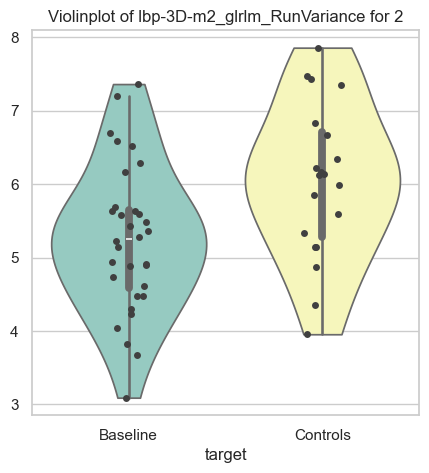 Violinplot of lbp-3D-m2_glrlm_RunVariance for 2
8
7
6
5
4
3
Baseline
Controls
target